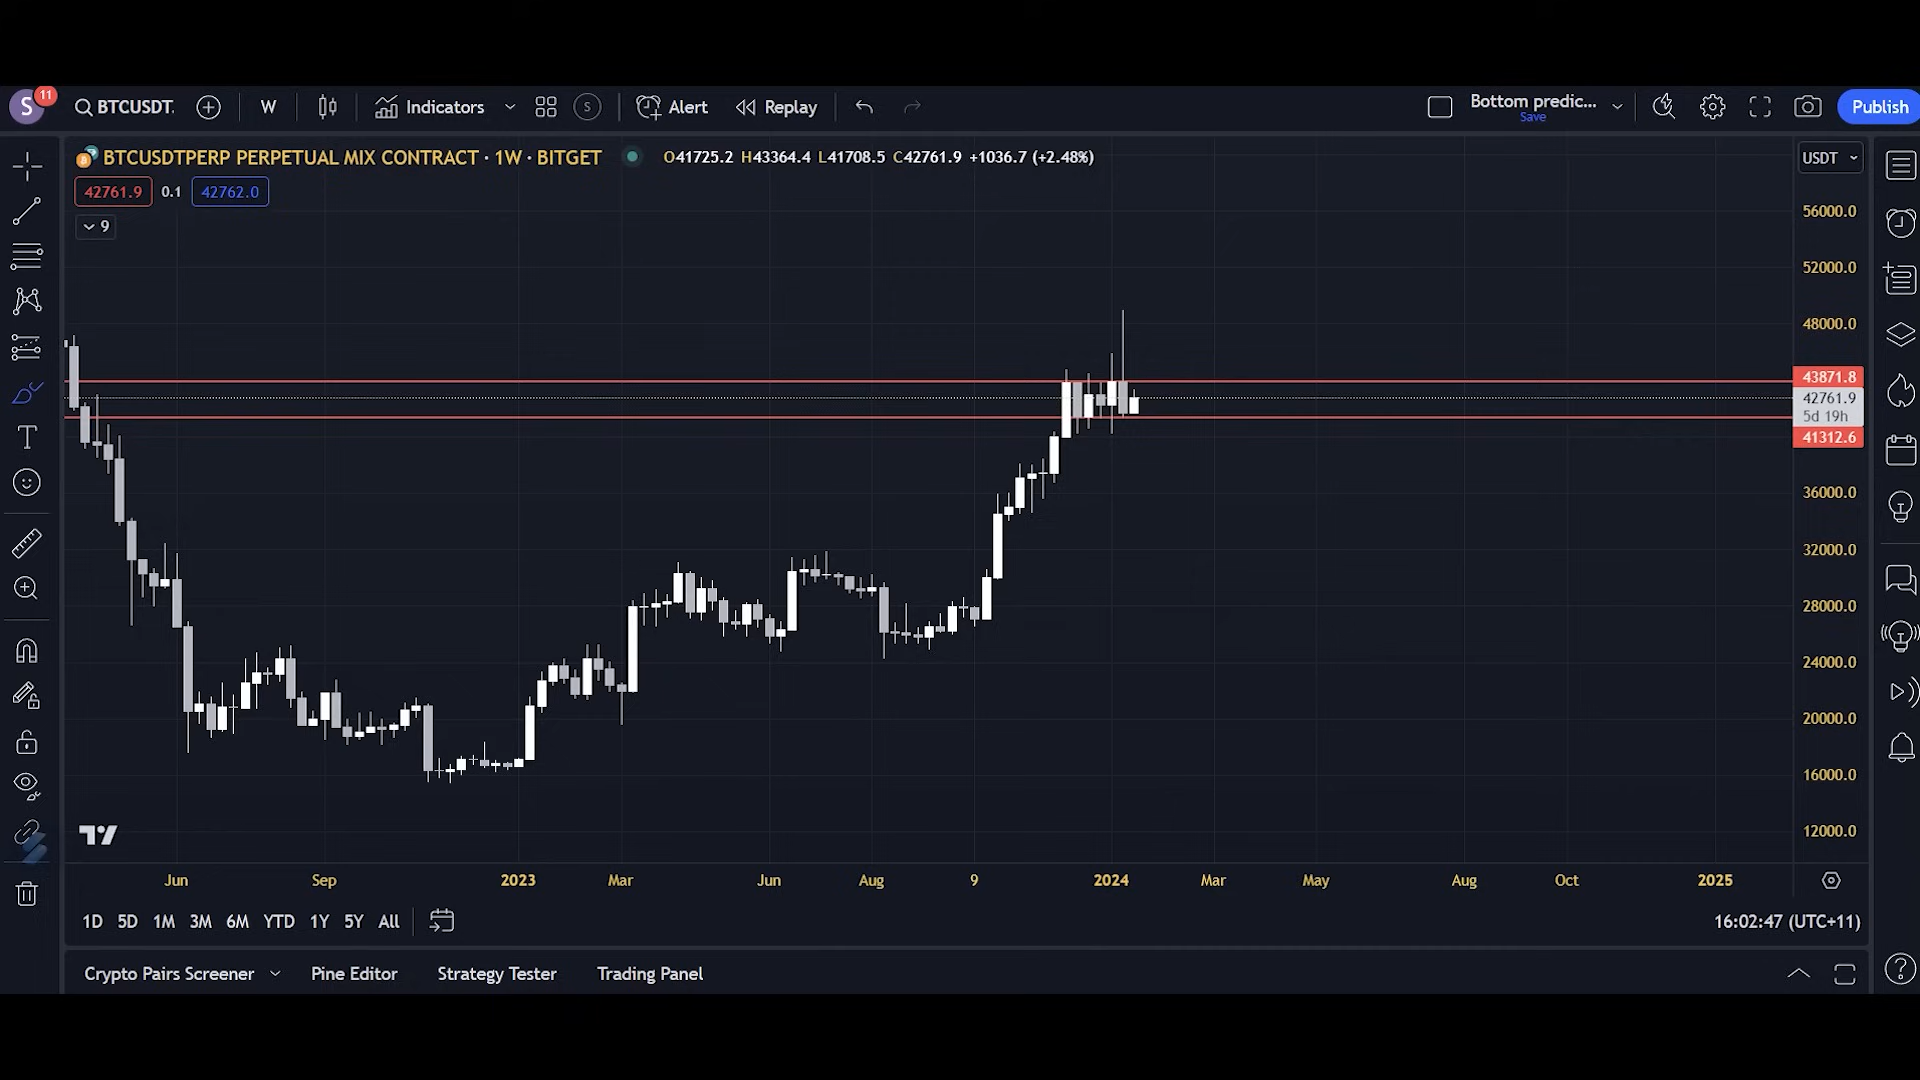 S 11 BTCUSDT. W Indicators S Alert Replay Bottom predic... Publish
Save
BTCUSDTPERP PERPETUAL MIX CONTRACT · 1W · BITGET O41725.2 H43364.4 L41708.5 C42761.9 +1036.7 (+2.48%) USDT
42761.9 0.1 42762.0
9
56000.0
52000.0
48000.0
43871.8
42761.9
5d 19h
41312.6
36000.0
32000.0
28000.0
24000.0
20000.0
16000.0
12000.0
Jun Sep 2023 Mar Jun Aug 9 2024 Mar May Aug Oct 2025
1D 5D 1M 3M 6M YTD 1Y 5Y All 16:02:47 (UTC+11)
Crypto Pairs Screener Pine Editor Strategy Tester Trading Panel